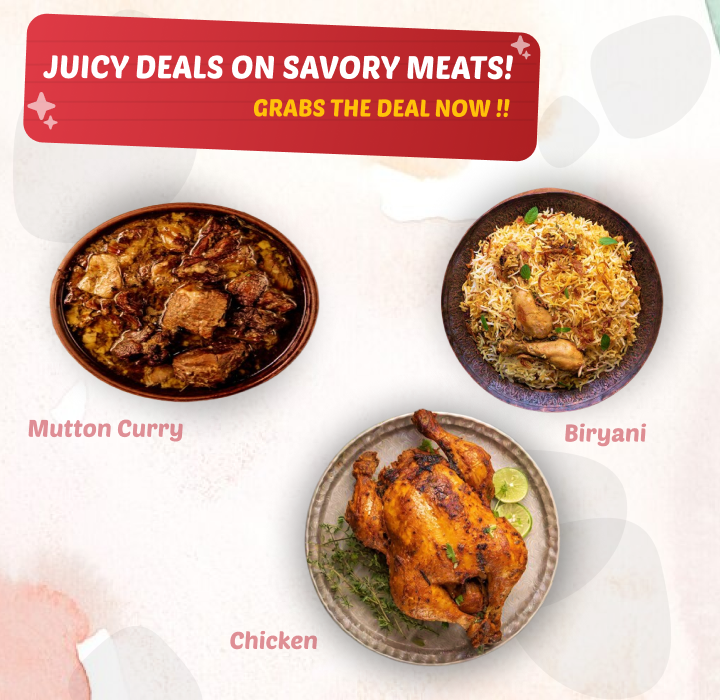 JUICY DEALS ON SAVORY MEATS!
GRABS THE DEAL NOW !!
Mutton Curry
Biryani
Chicken